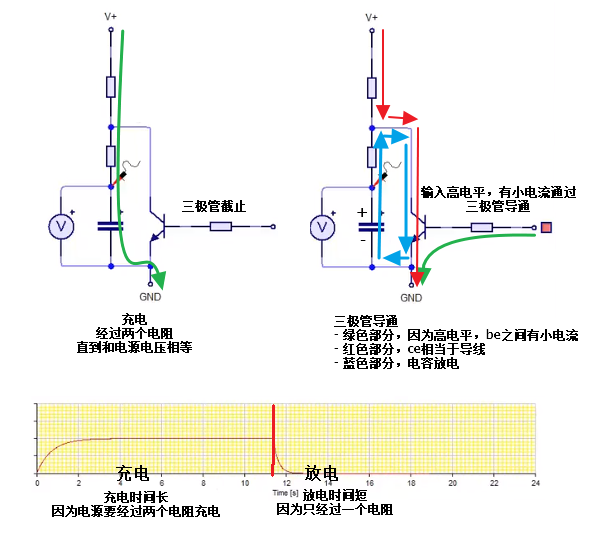 V+
V
三极管截止
GND
充电
经过两个电阻
直到和电源电压相等
V+
V
+
-
输入高电平，有小电流通过
三极管导通
GND
三极管导通
- 绿色部分，因为高电平，be之间有小电流
- 红色部分，ce相当于导线
- 蓝色部分，电容放电
充电
放电
0 2 4 6 8 10 12 14 16 18 20 22 24
Time [s]
充电时间长
因为电源要经过两个电阻充电
放电时间短
因为只经过一个电阻